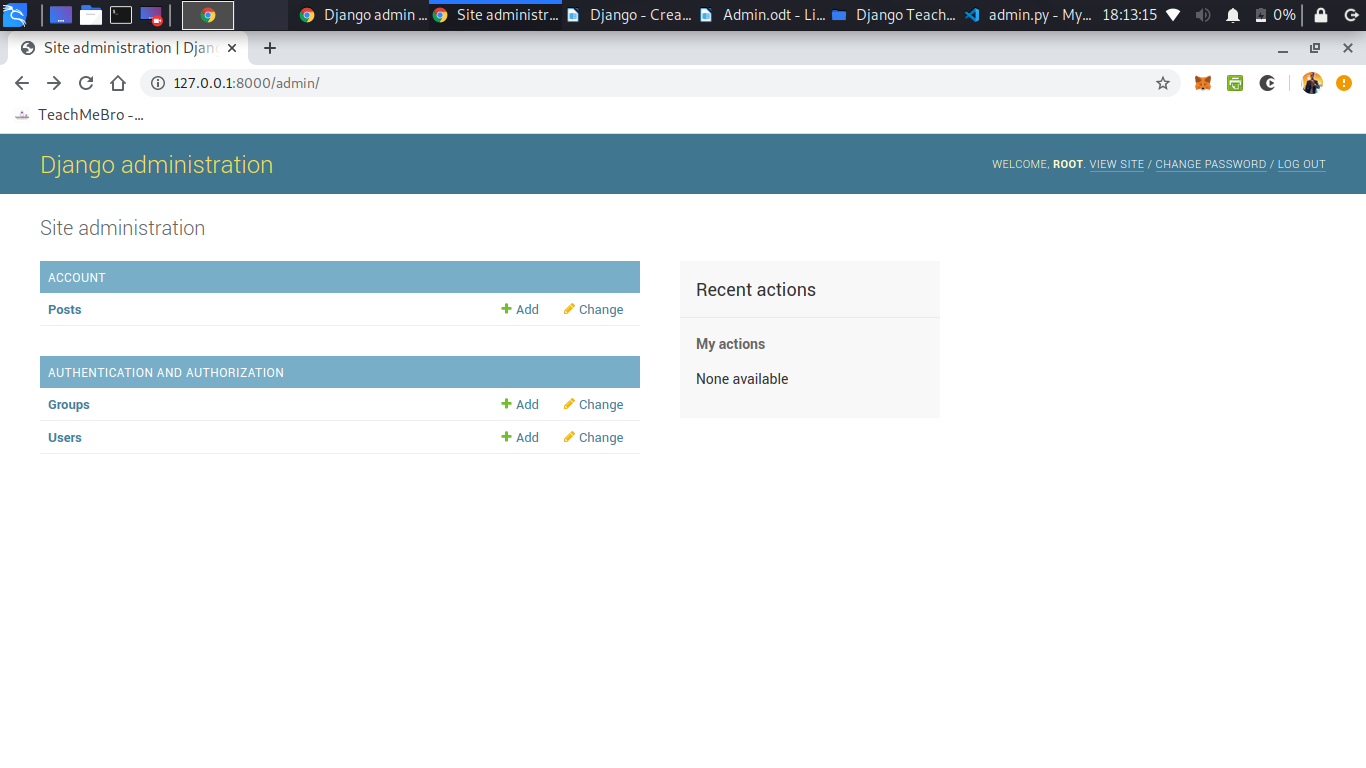 Django admin ...
Site administr...
Django - Crea...
Admin.odt - Li...
Django Teach...
admin.py - My...
18:13:15
0%
Site administration | Djan
127.0.0.1:8000/admin/
TeachMeBro -...
Django administration
WELCOME, ROOT. VIEW SITE / CHANGE PASSWORD / LOG OUT
Site administration
ACCOUNT
Posts
Add
Change
AUTHENTICATION AND AUTHORIZATION
Groups
Add
Change
Users
Add
Change
Recent actions
My actions
None available